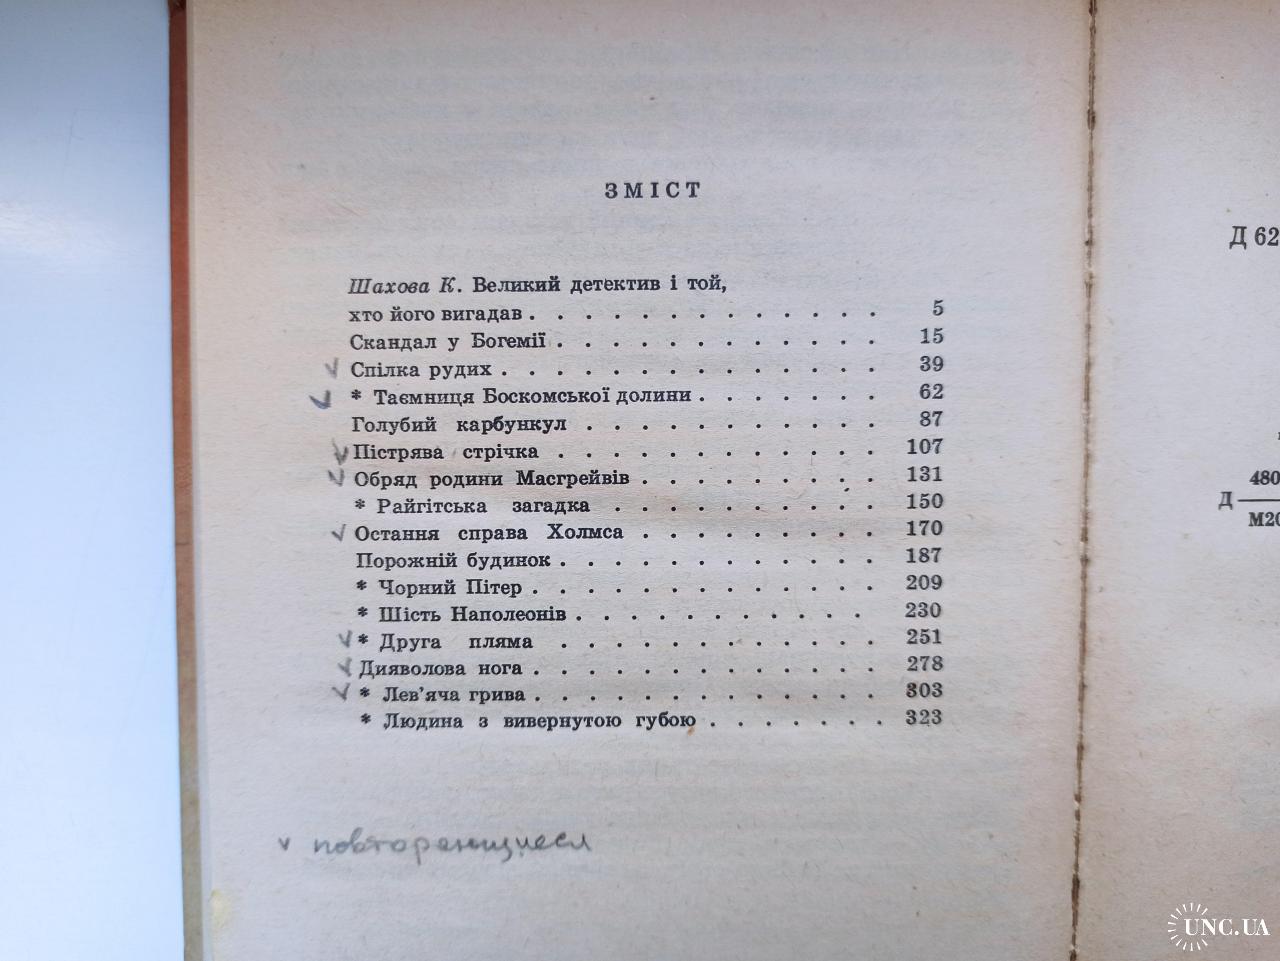 ЗМІСТ
Шахова К. Великий детектив і той,
хто його вигадав . . . . . . . . . . . . . 5
Скандал у Богемії . . . . . . . . . . . . 15
✓ Спілка рудих . . . . . . . . . . . . . . 39
✓ * Таємниця Боскомської долини . . . . . . . 62
Голубий карбункул . . . . . . . . . . . 87
✓ Пістрява стрічка . . . . . . . . . . . . 107
✓ Обряд родини Масгрейвів . . . . . . . . . 131
* Райгітська загадка . . . . . . . . . . 150
✓ Остання справа Холмса . . . . . . . . . 170
Порожній будинок . . . . . . . . . . . . 187
* Чорний Пітер . . . . . . . . . . . . . 209
* Шість Наполеонів . . . . . . . . . . . 230
✓ * Друга пляма . . . . . . . . . . . . 251
✓ Дияволова нога . . . . . . . . . . . . . 278
✓ * Лев'яча грива . . . . . . . . . . . . . 303
* Людина з вивернутою губою . . . . . . . 323
v повторяющиеся
Д 62
Д 480
М20
UNC.UA